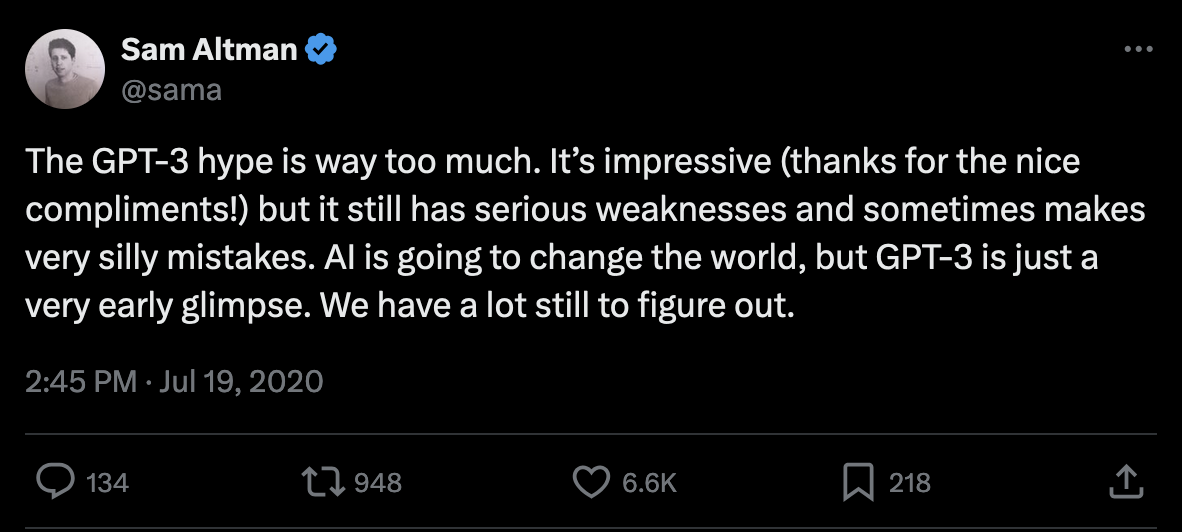 Sam Altman
@sama
The GPT-3 hype is way too much. It’s impressive (thanks for the nice
compliments!) but it still has serious weaknesses and sometimes makes
very silly mistakes. AI is going to change the world, but GPT-3 is just a
very early glimpse. We have a lot still to figure out.
2:45 PM · Jul 19, 2020
134 948 6.6K 218